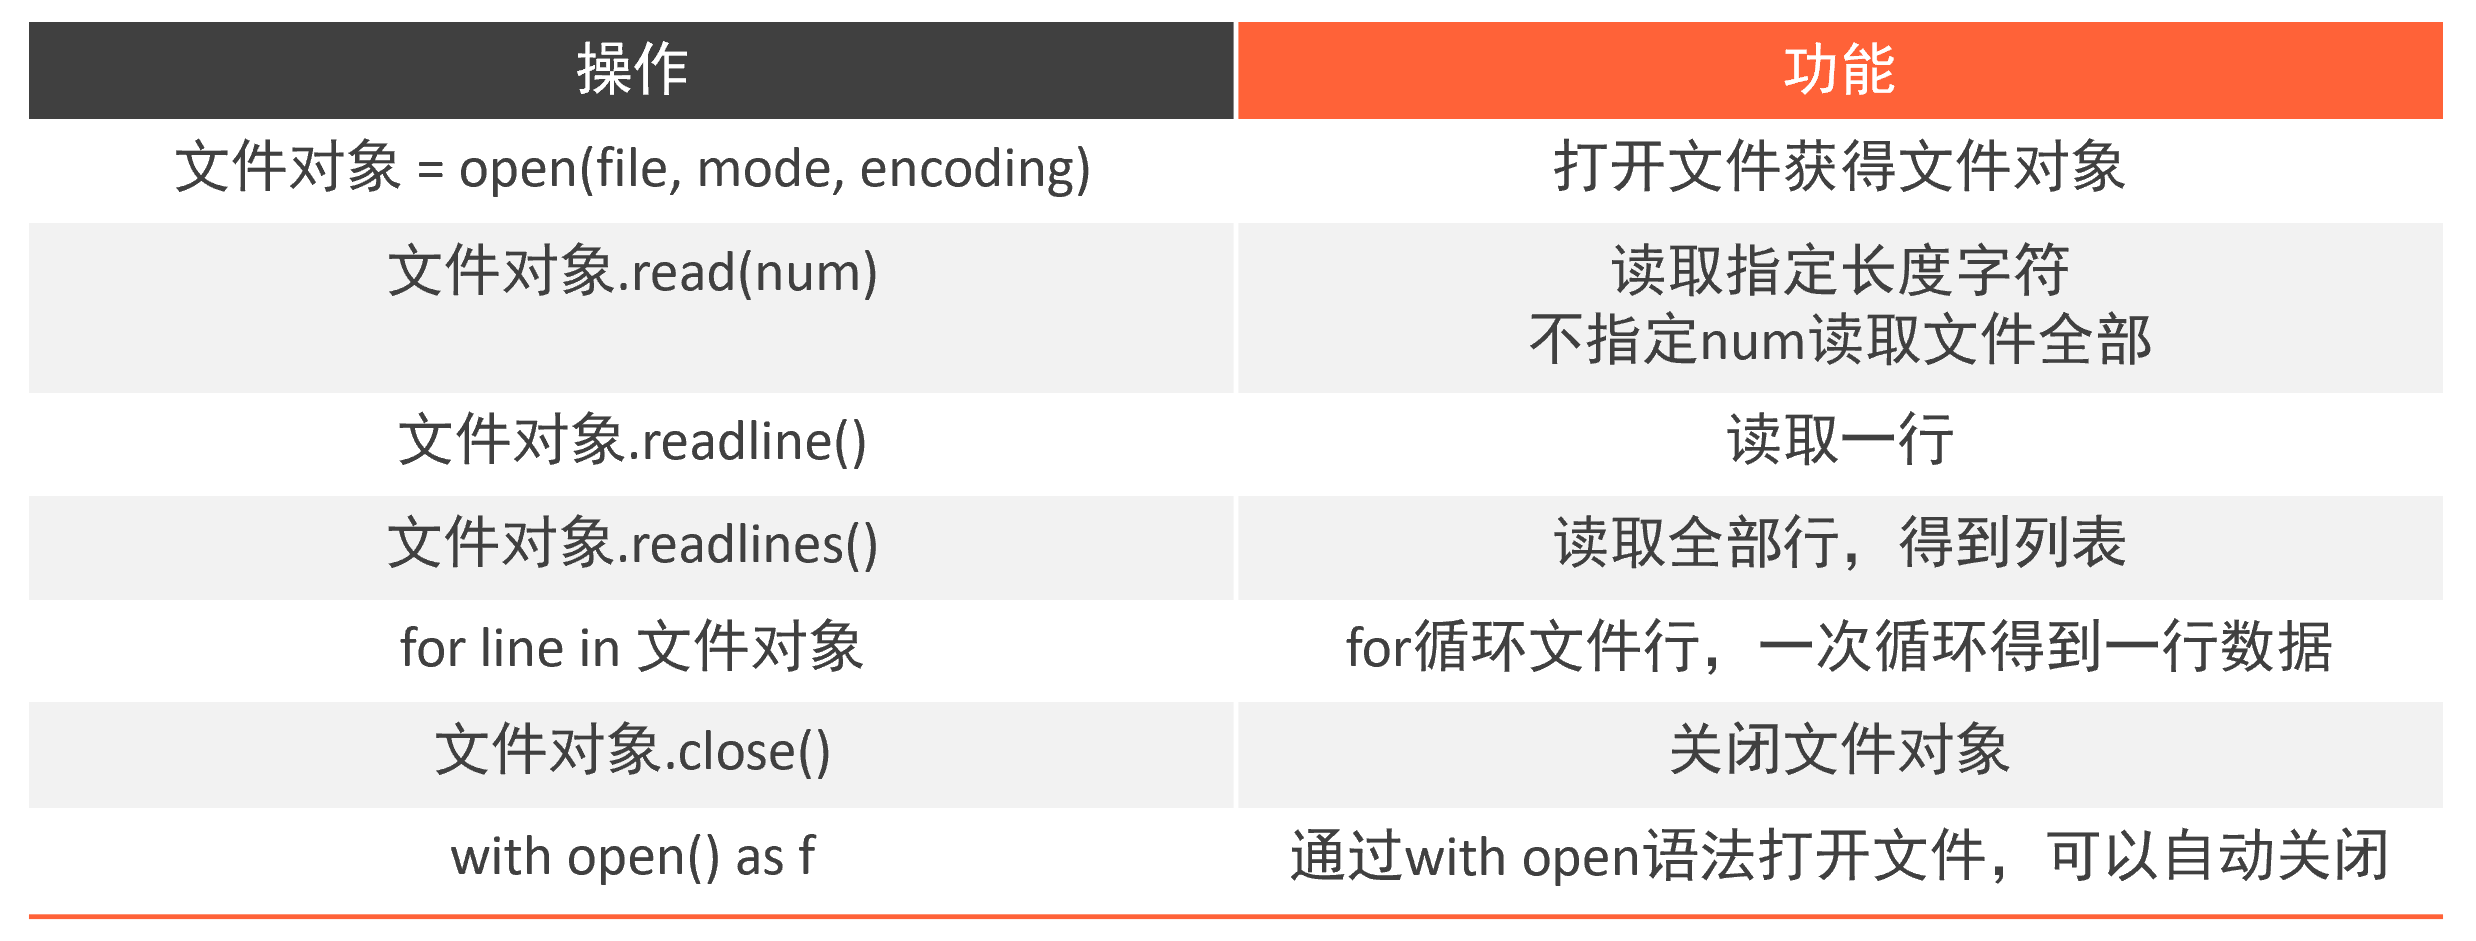 操作
功能
文件对象 = open(file, mode, encoding)
打开文件获得文件对象
文件对象.read(num)
读取指定长度字符
不指定num读取文件全部
文件对象.readline()
读取一行
文件对象.readlines()
读取全部行，得到列表
for line in 文件对象
for循环文件行，一次循环得到一行数据
文件对象.close()
关闭文件对象
with open() as f
通过with open语法打开文件，可以自动关闭